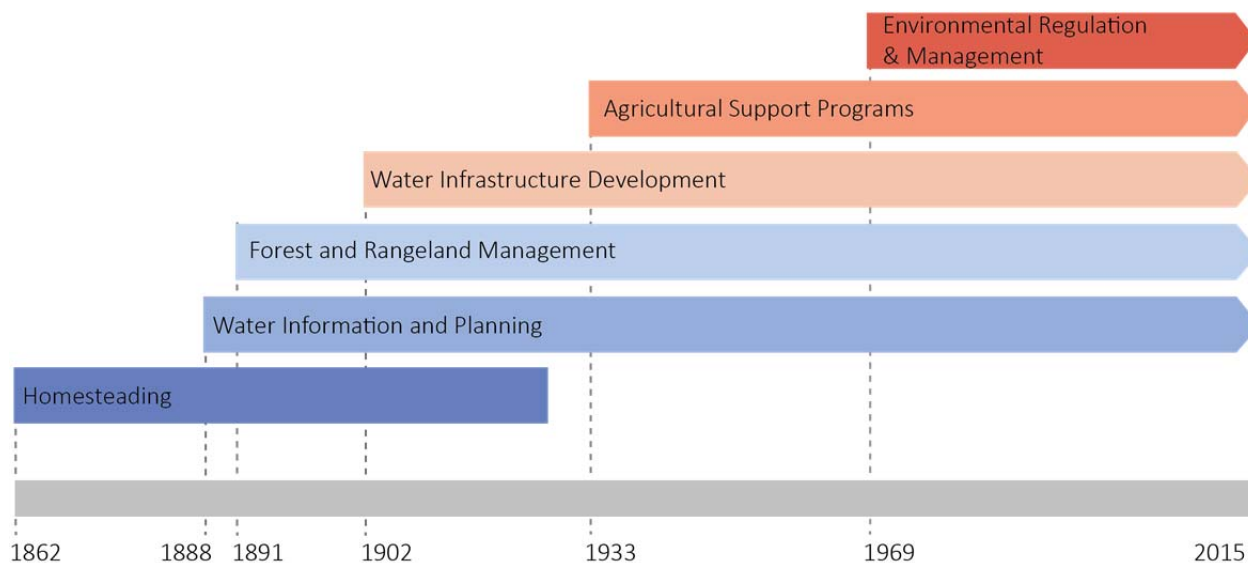 Environmental Regulation
& Management
Agricultural Support Programs
Water Infrastructure Development
Forest and Rangeland Management
Water Information and Planning
Homesteading
1862 1888 1891 1902 1933 1969 2015